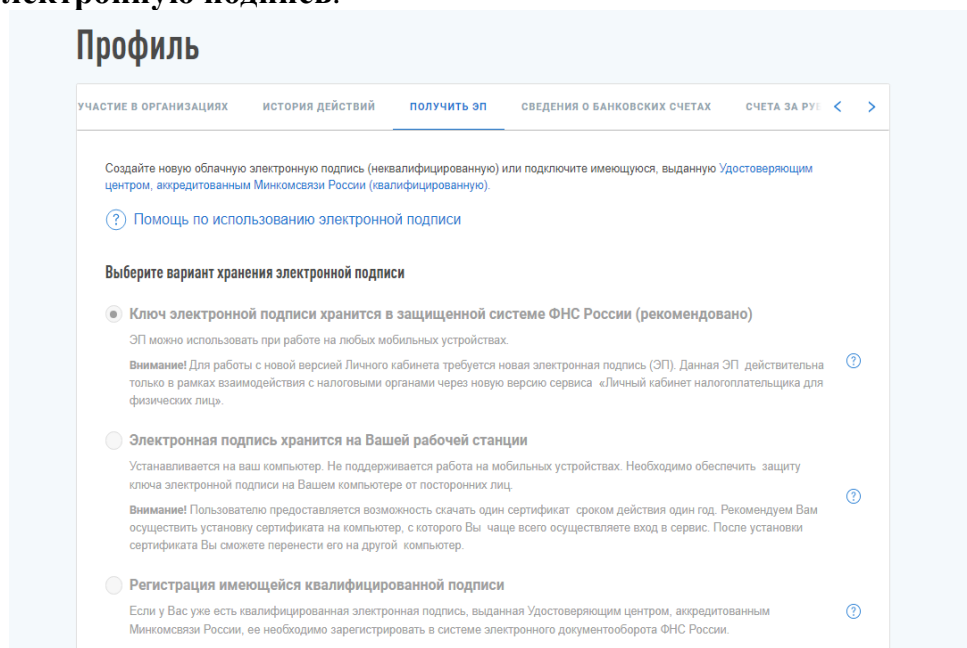 лектронную подпись.
Профиль
УЧАСТИЕ В ОРГАНИЗАЦИЯХ ИСТОРИЯ ДЕЙСТВИЙ ПОЛУЧИТЬ ЭП СВЕДЕНИЯ О БАНКОВСКИХ СЧЕТАХ СЧЕТА ЗА РУБ < >
Создайте новую облачную электронную подпись (неквалифицированную) или подключите имеющуюся, выданную Удостоверяющим
центром, аккредитованным Минкомсвязи России (квалифицированную).
? Помощь по использованию электронной подписи
Выберите вариант хранения электронной подписи
Ключ электронной подписи хранится в защищенной системе ФНС России (рекомендовано)
ЭП можно использовать при работе на любых мобильных устройствах.
Внимание! Для работы с новой версией Личного кабинета требуется новая электронная подпись (ЭП). Данная ЭП действительна ?
только в рамках взаимодействия с налоговыми органами через новую версию сервиса «Личный кабинет налогоплательщика для
физических лиц».
Электронная подпись хранится на Вашей рабочей станции
Устанавливается на ваш компьютер. Не поддерживается работа на мобильных устройствах. Необходимо обеспечить защиту
ключа электронной подписи на Вашем компьютере от посторонних лиц. ?
Внимание! Пользователю предоставляется возможность скачать один сертификат сроком действия один год. Рекомендуем Вам
осуществить установку сертификата на компьютер, с которого Вы чаще всего осуществляете вход в сервис. После установки
сертификата Вы сможете перенести его на другой компьютер.
Регистрация имеющейся квалифицированной подписи
Если у Вас уже есть квалифицированная электронная подпись, выданная Удостоверяющим центром, аккредитованным ?
Минкомсвязи России, ее необходимо зарегистрировать в системе электронного документооборота ФНС России.